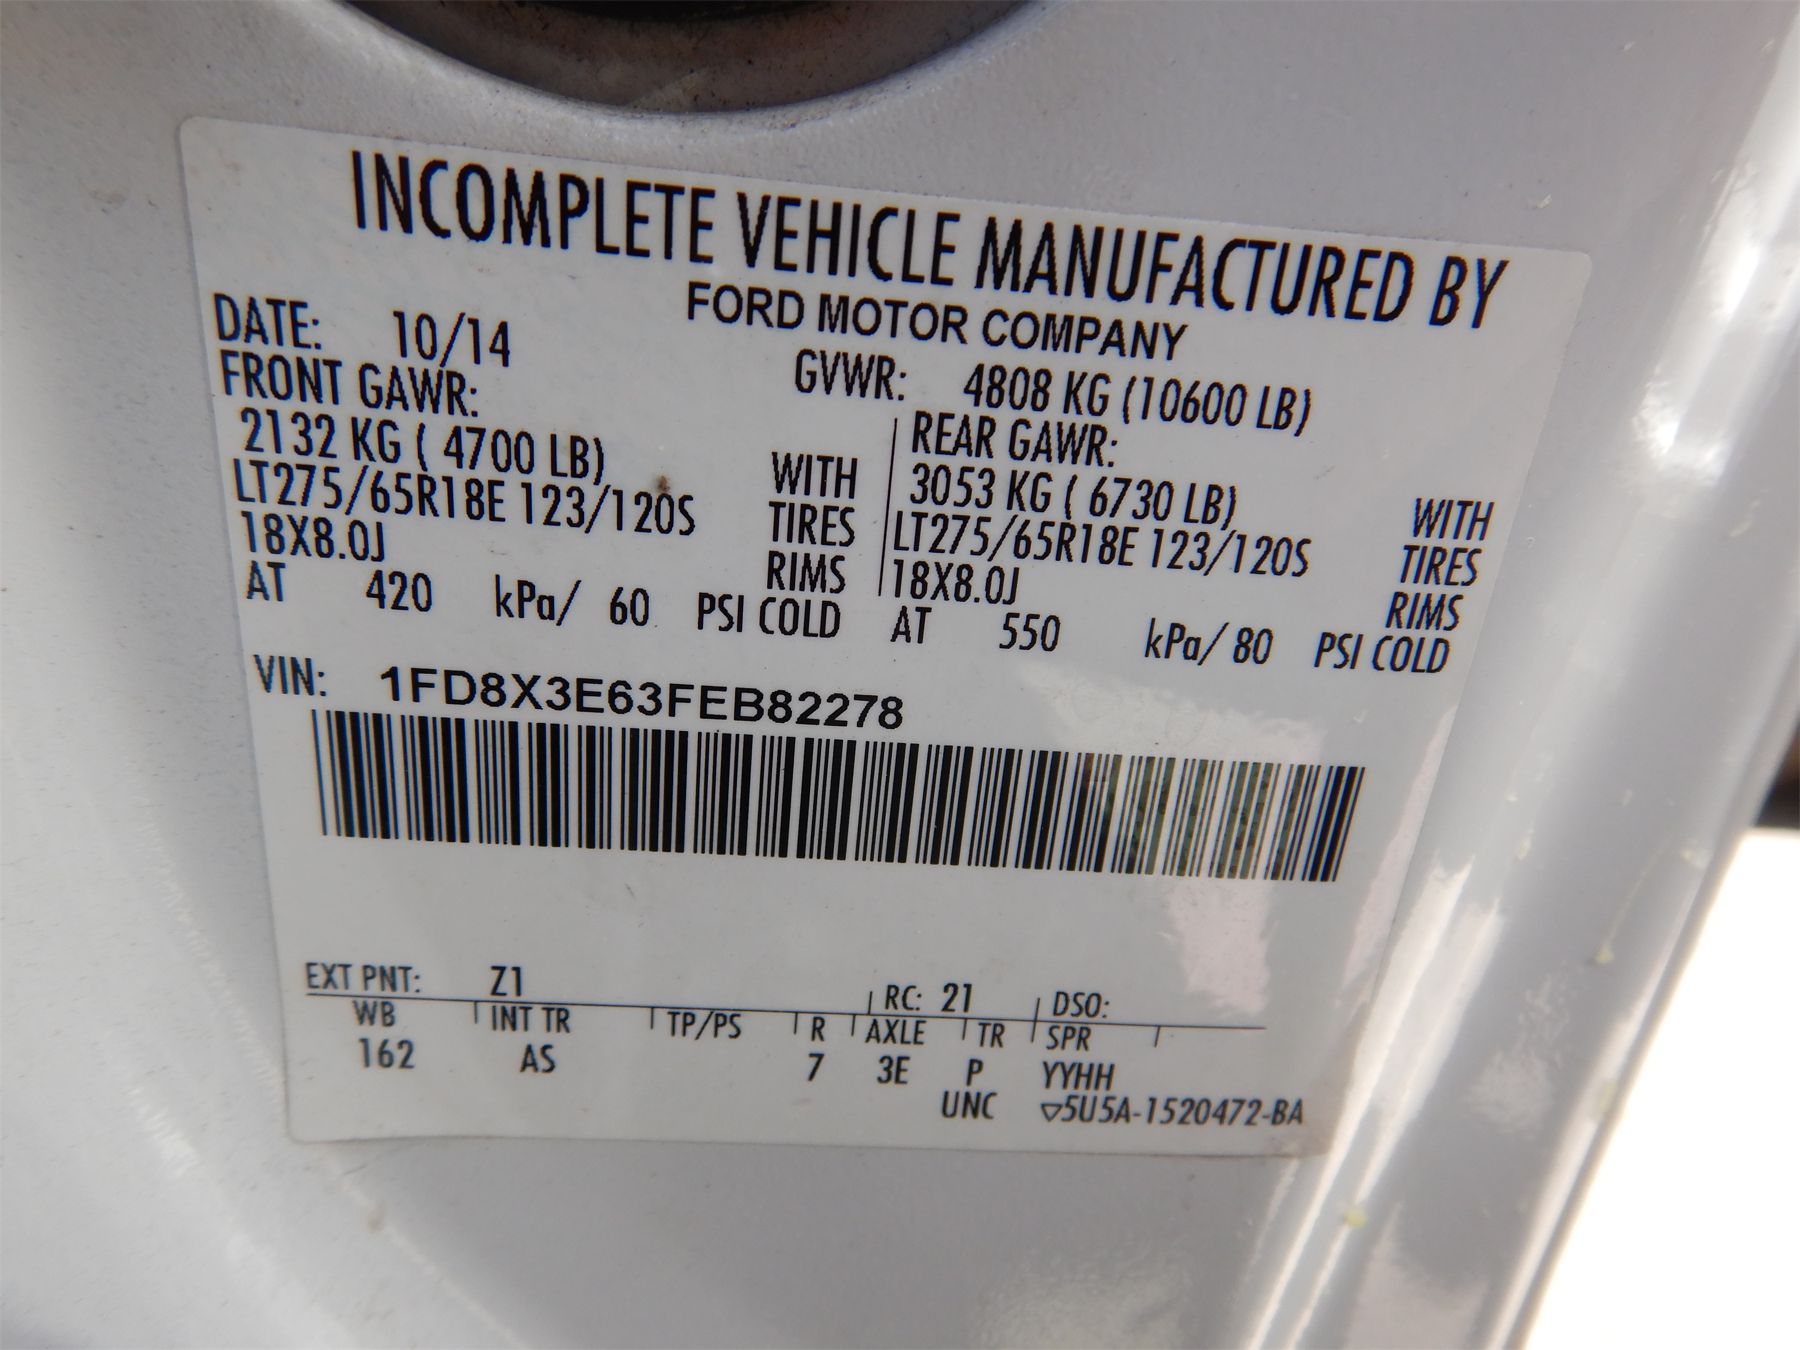 INCOMPLETE VEHICLE MANUFACTURED BY
FORD MOTOR COMPANY
DATE: 10/14
GVWR: 4808 KG (10600 LB)
FRONT GAWR:
2132 KG ( 4700 LB) WITH
LT275/65R18E 123/120S TIRES
18X8.0J RIMS
AT 420 kPa/ 60 PSI COLD
REAR GAWR:
3053 KG ( 6730 LB) WITH
LT275/65R18E 123/120S TIRES
18X8.0J RIMS
AT 550 kPa/ 80 PSI COLD
VIN: 1FD8X3E63FEB82278
EXT PNT: Z1 RC: 21 DSO:
WB INT TR TP/PS R AXLE TR SPR
162 AS 7 3E P YYHH
UNC ▽5U5A-1520472-BA